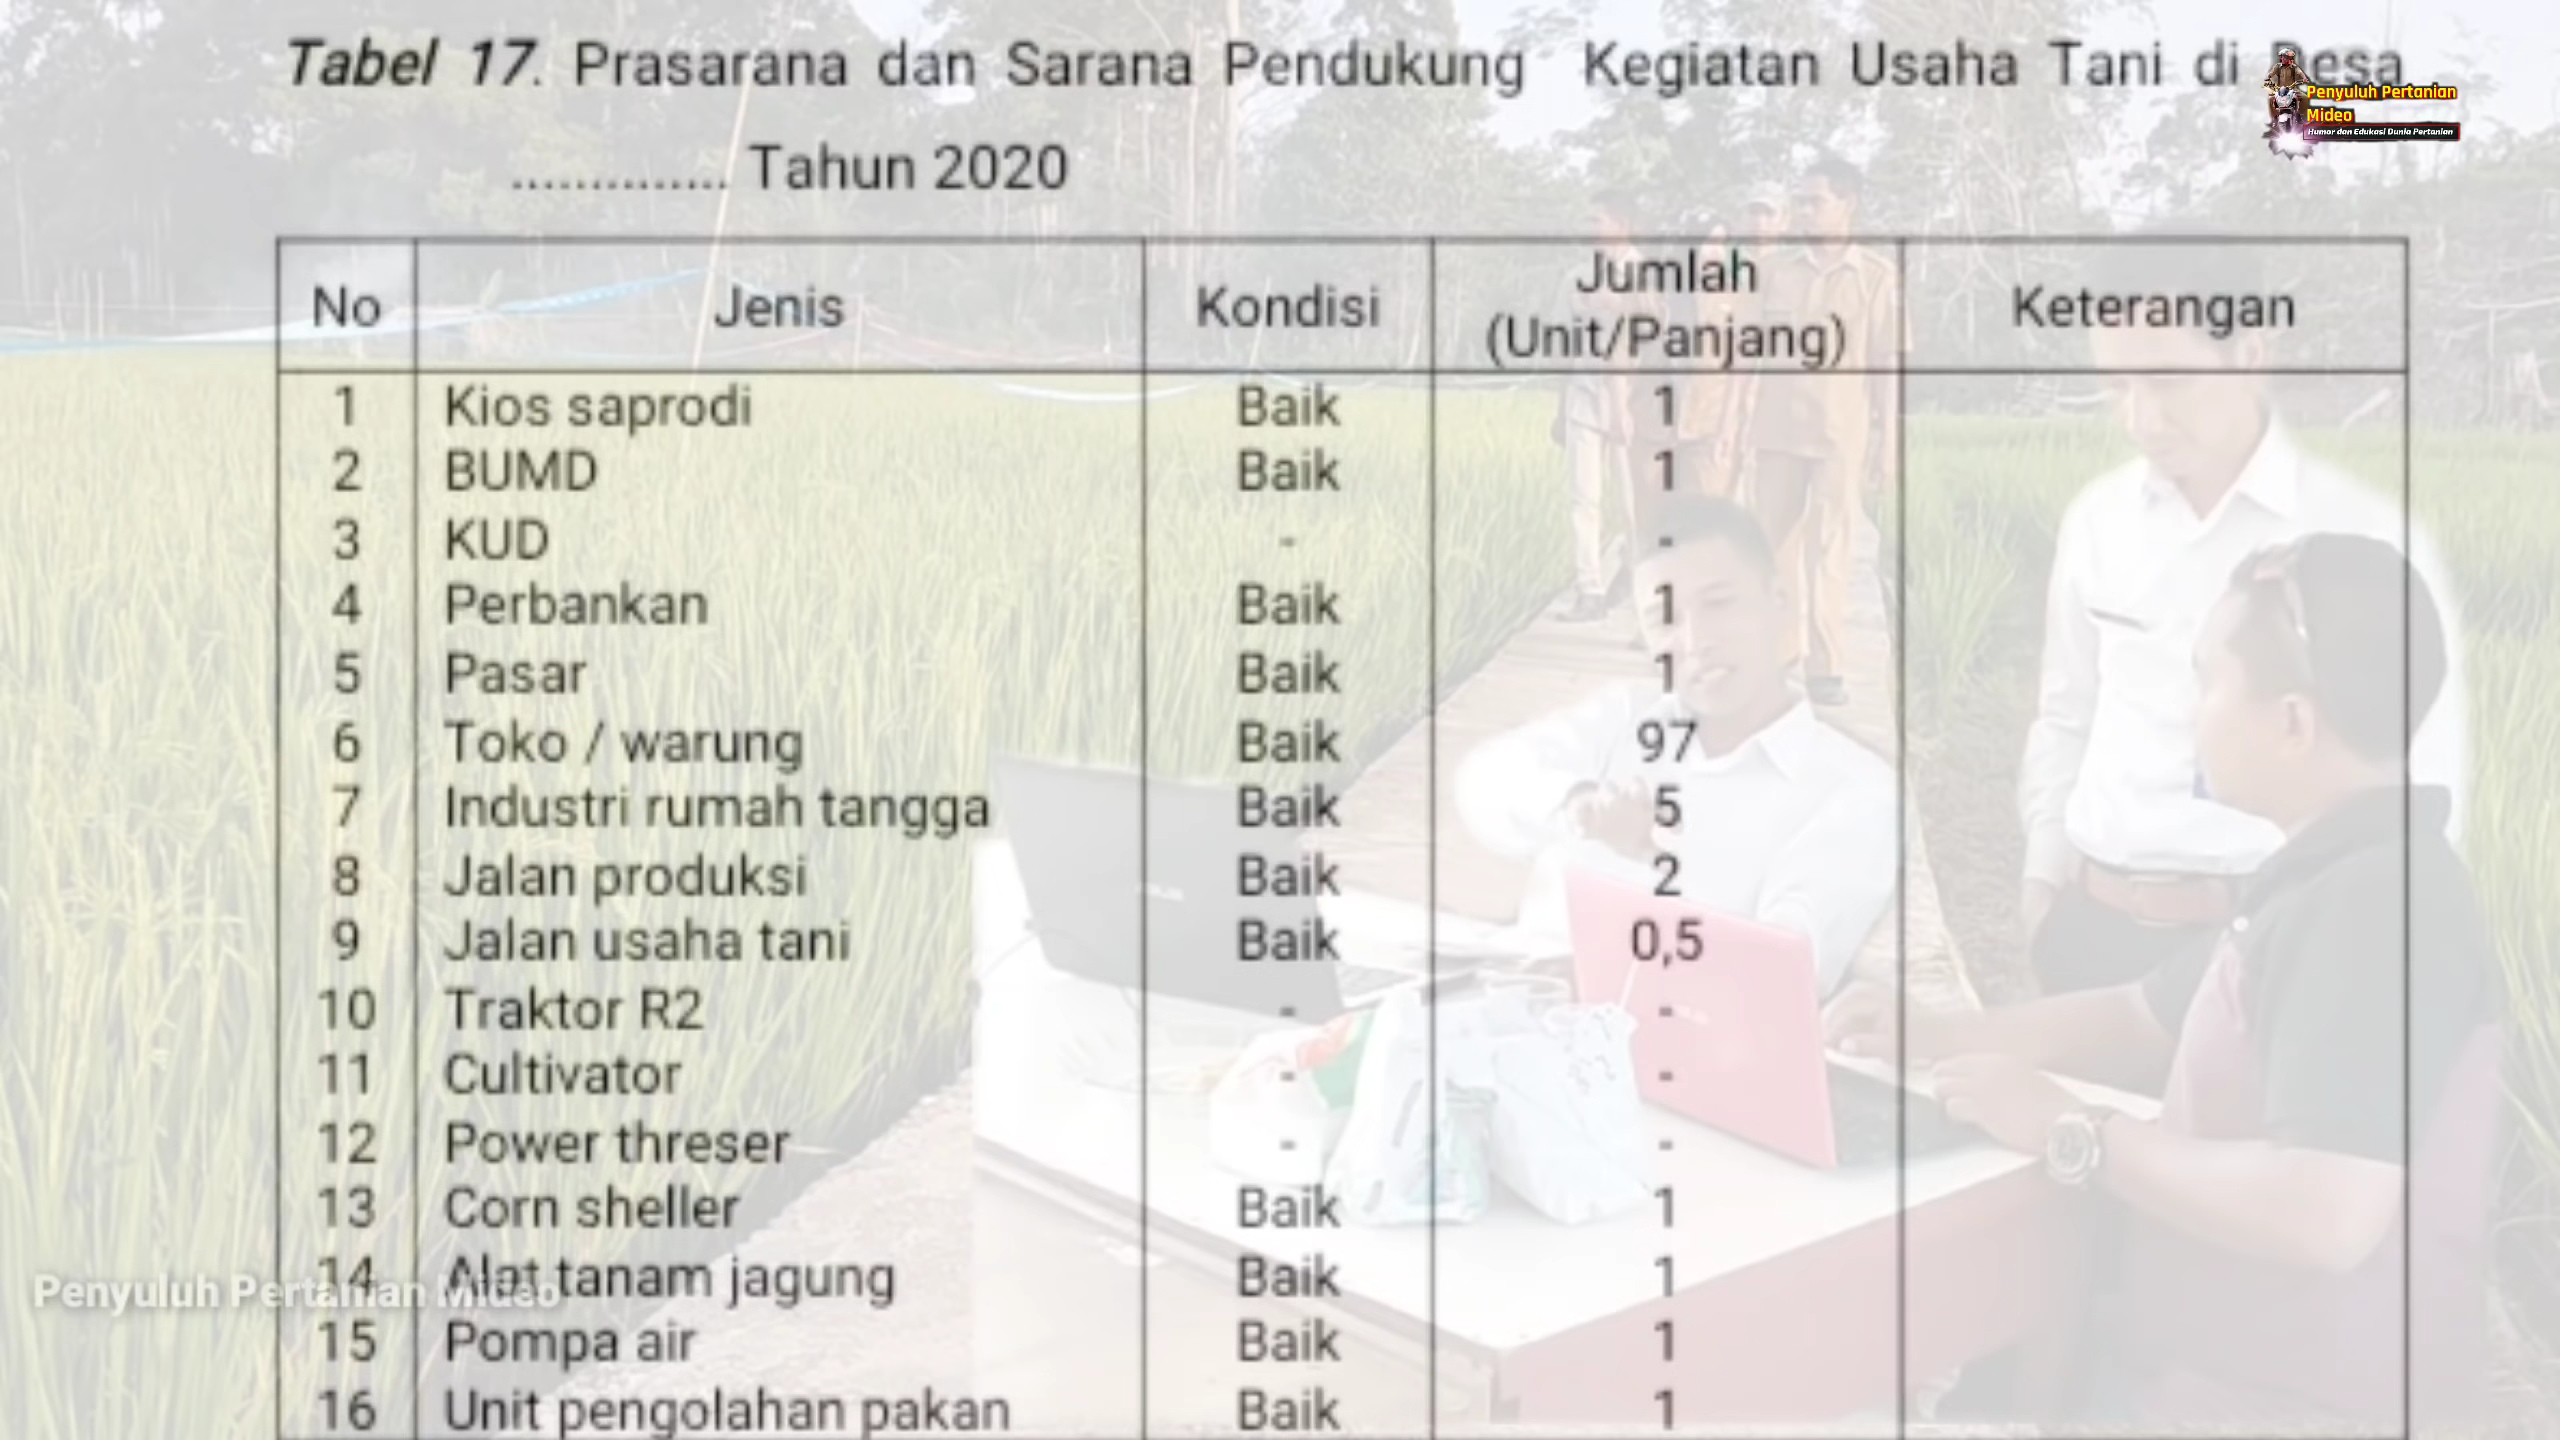 Tabel 17. Prasarana dan Sarana Pendukung Kegiatan Usaha Tani di Desa
Penyuluh Pertanian
Mideo
Humor dan Edukasi Dunia Pertanian
.............. Tahun 2020
No Jenis Kondisi Jumlah (Unit/Panjang) Keterangan
1 Kios saprodi Baik 1
2 BUMD Baik 1
3 KUD - -
4 Perbankan Baik 1
5 Pasar Baik 1
6 Toko / warung Baik 97
7 Industri rumah tangga Baik 5
8 Jalan produksi Baik 2
9 Jalan usaha tani Baik 0,5
10 Traktor R2 - -
11 Cultivator - -
12 Power threser - -
13 Corn sheller Baik 1
14 Alat tanam jagung Baik 1
Penyuluh Pertanian Mideo
15 Pompa air Baik 1
16 Unit pengolahan pakan Baik 1